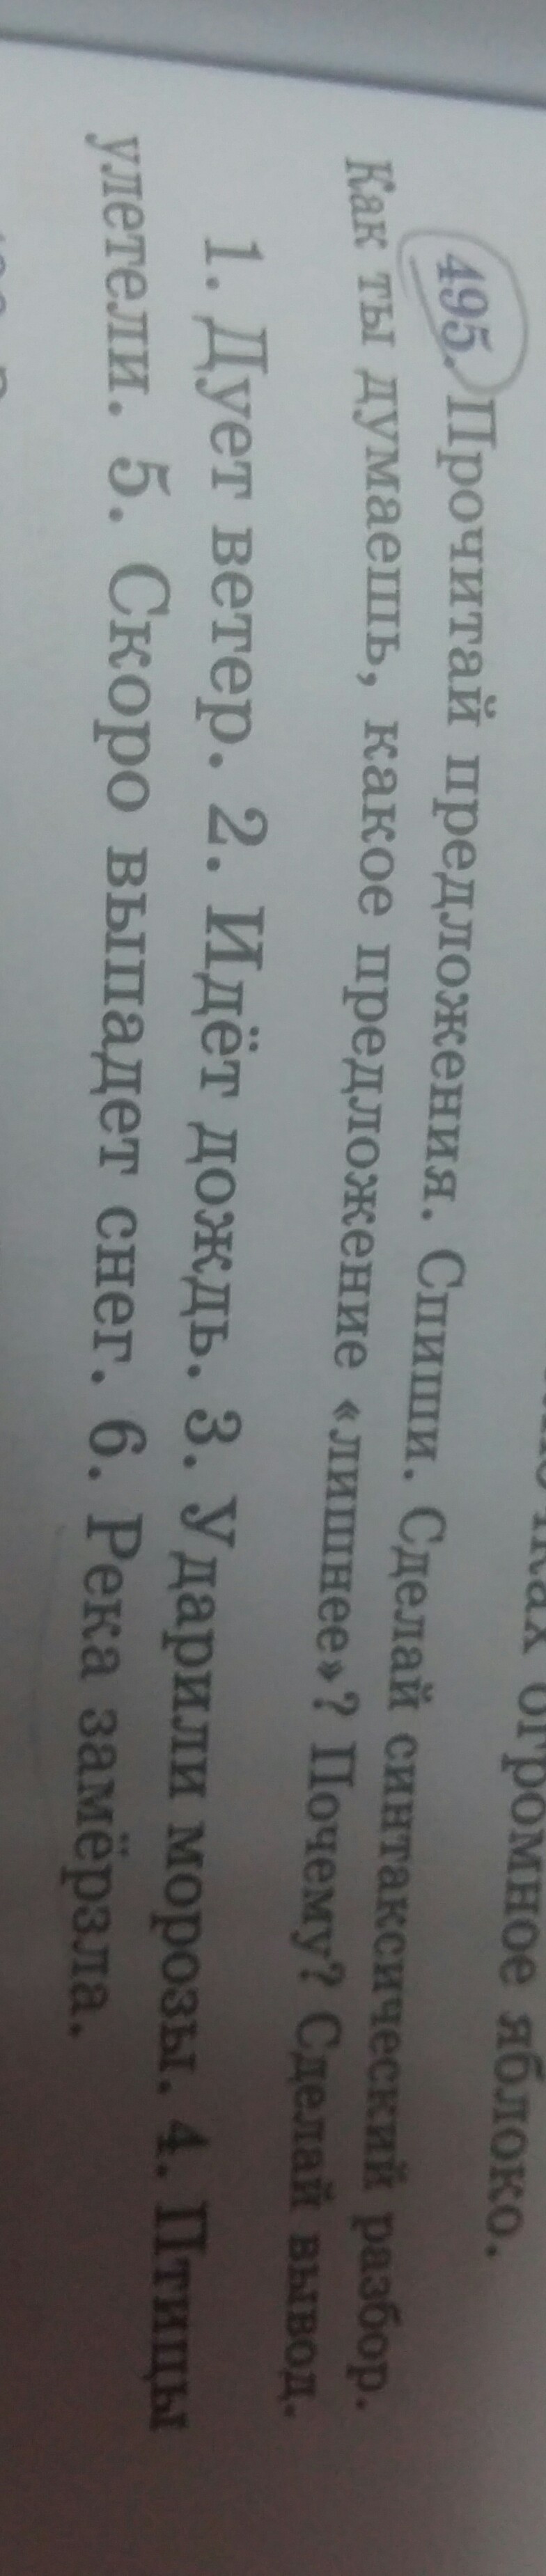 огромное яблоко.
495. Прочитай предложения. Спиши. Сделай синтаксический разбор.
Как ты думаешь, какое предложение «лишнее»? Почему? Сделай вывод.
1. Дует ветер. 2. Идёт дождь. 3. Ударили морозы. 4. Птицы
улетели. 5. Скоро выпадет снег. 6. Река замёрзла.